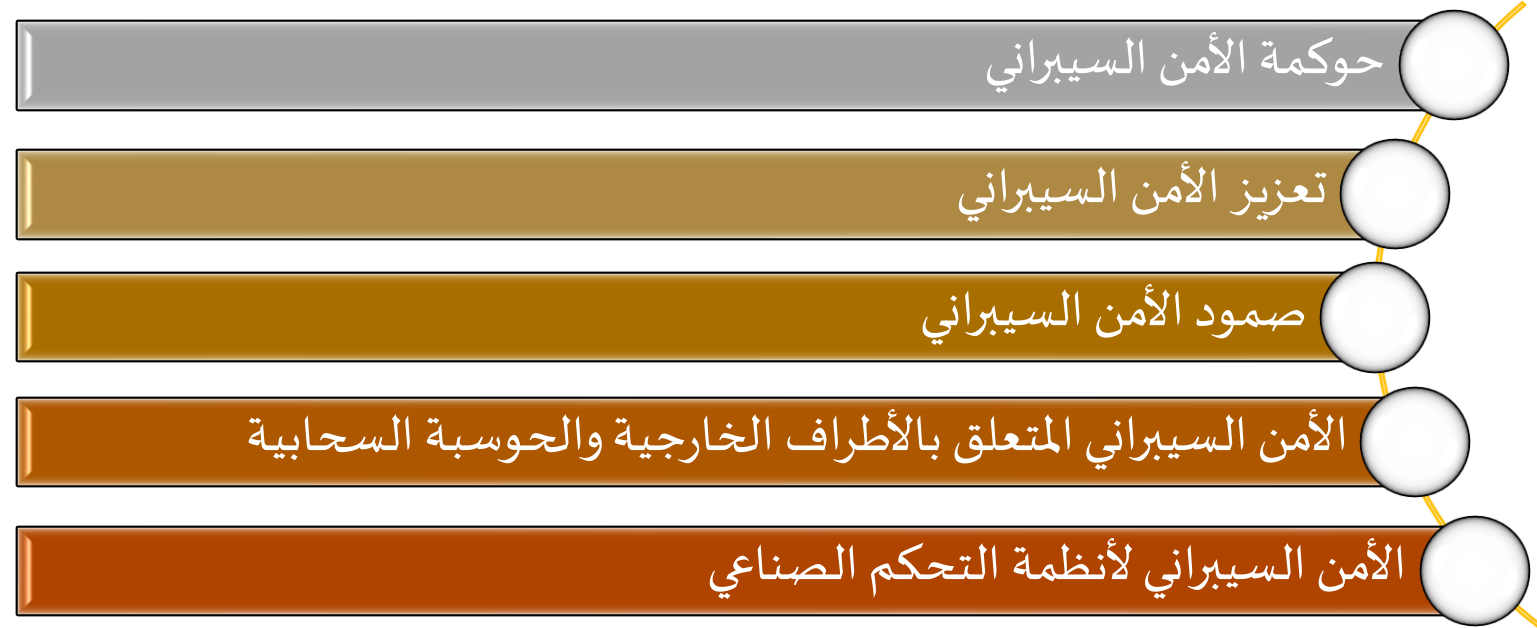 حوكمة الأمن السيبراني
تعزيز الأمن السيبراني
صمود الأمن السيبراني
الأمن السيبراني المتعلق بالأطراف الخارجية والحوسبة السحابية
الأمن السيبراني لأنظمة التحكم الصناعي